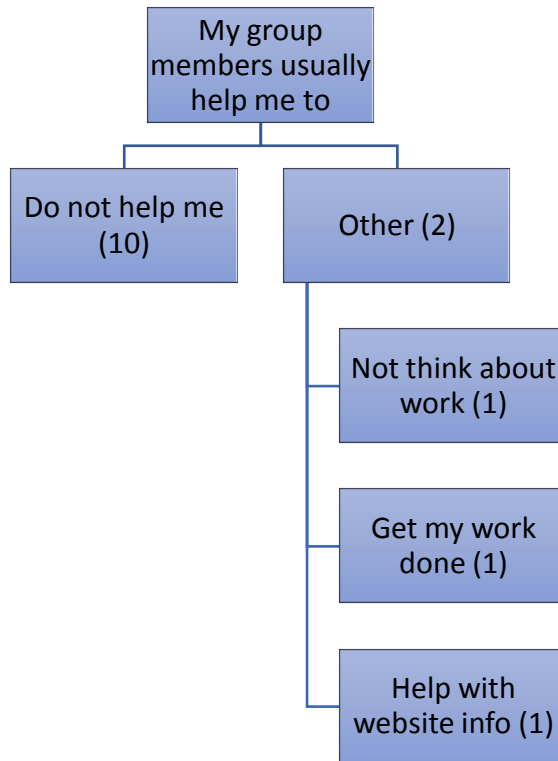 My group
members usually
help me to
Do not help me
(10)
Other (2)
Not think about
work (1)
Get my work
done (1)
Help with
website info (1)